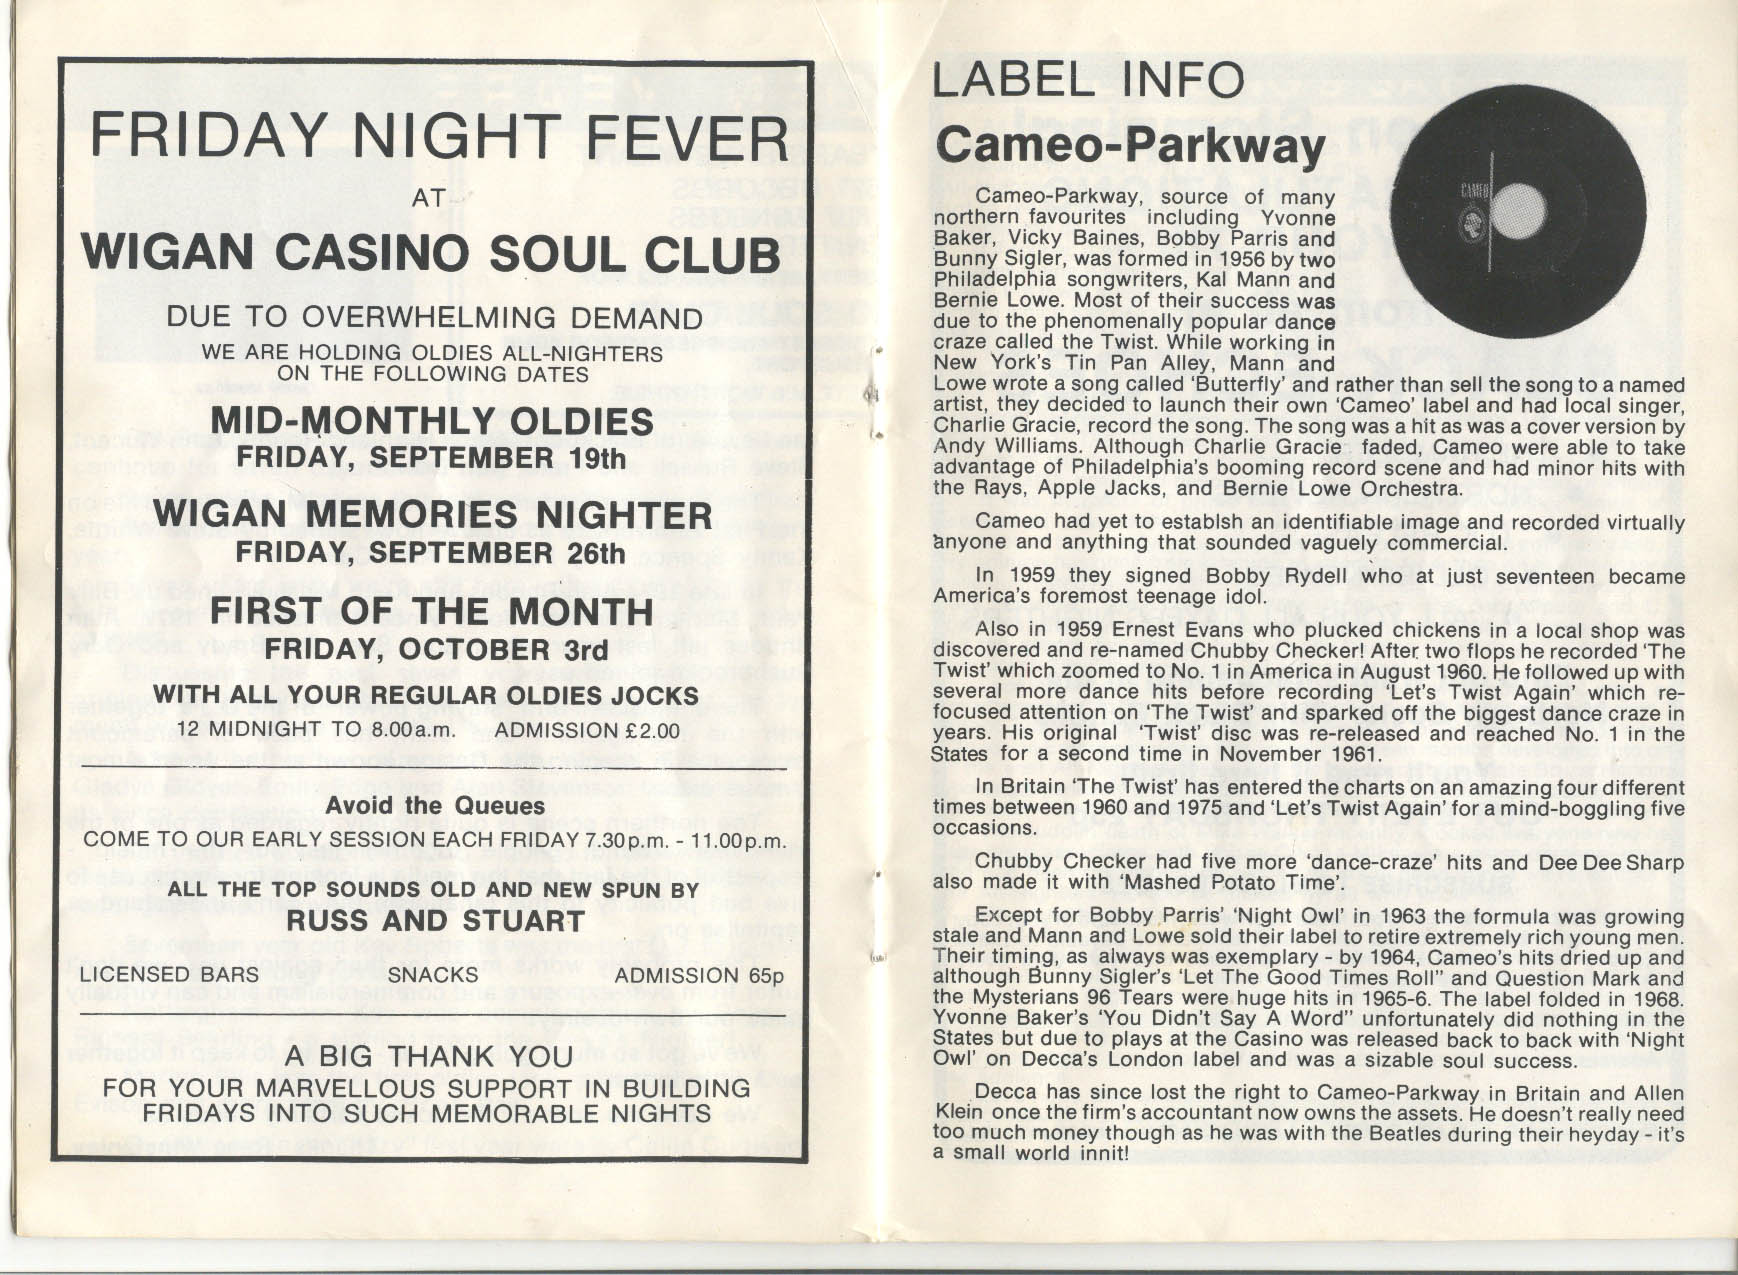 FRIDAY NIGHT FEVER
AT
WIGAN CASINO SOUL CLUB
DUE TO OVERWHELMING DEMAND
WE ARE HOLDING OLDIES ALL-NIGHTERS
ON THE FOLLOWING DATES
MID-MONTHLY OLDIES
FRIDAY, SEPTEMBER 19th
WIGAN MEMORIES NIGHTER
FRIDAY, SEPTEMBER 26th
FIRST OF THE MONTH
FRIDAY, OCTOBER 3rd
WITH ALL YOUR REGULAR OLDIES JOCKS
12 MIDNIGHT TO 8.00a.m. ADMISSION £2.00
Avoid the Queues
COME TO OUR EARLY SESSION EACH FRIDAY 7.30p.m. - 11.00p.m.
ALL THE TOP SOUNDS OLD AND NEW SPUN BY
RUSS AND STUART
LICENSED BARS SNACKS ADMISSION 65p
A BIG THANK YOU
FOR YOUR MARVELLOUS SUPPORT IN BUILDING
FRIDAYS INTO SUCH MEMORABLE NIGHTS
LABEL INFO
Cameo-Parkway
CAMEO
Cameo-Parkway, source of many
northern favourites including Yvonne
Baker, Vicky Baines, Bobby Parris and
Bunny Sigler, was formed in 1956 by two
Philadelphia songwriters, Kal Mann and
Bernie Lowe. Most of their success was
due to the phenomenally popular dance
craze called the Twist. While working in
New York's Tin Pan Alley, Mann and
Lowe wrote a song called 'Butterfly' and rather than sell the song to a named
artist, they decided to launch their own 'Cameo' label and had local singer,
Charlie Gracie, record the song. The song was a hit as was a cover version by
Andy Williams. Although Charlie Gracie faded, Cameo were able to take
advantage of Philadelphia's booming record scene and had minor hits with
the Rays, Apple Jacks, and Bernie Lowe Orchestra.
Cameo had yet to establsh an identifiable image and recorded virtually
anyone and anything that sounded vaguely commercial.
In 1959 they signed Bobby Rydell who at just seventeen became
America's foremost teenage idol.
Also in 1959 Ernest Evans who plucked chickens in a local shop was
discovered and re-named Chubby Checker! After two flops he recorded 'The
Twist' which zoomed to No. 1 in America in August 1960. He followed up with
several more dance hits before recording 'Let's Twist Again' which re-
focused attention on 'The Twist' and sparked off the biggest dance craze in
years. His original 'Twist' disc was re-released and reached No. 1 in the
States for a second time in November 1961.
In Britain 'The Twist' has entered the charts on an amazing four different
times between 1960 and 1975 and 'Let's Twist Again' for a mind-boggling five
occasions.
Chubby Checker had five more 'dance-craze' hits and Dee Dee Sharp
also made it with 'Mashed Potato Time'.
Except for Bobby Parris' 'Night Owl' in 1963 the formula was growing
stale and Mann and Lowe sold their label to retire extremely rich young men.
Their timing, as always was exemplary - by 1964, Cameo's hits dried up and
although Bunny Sigler's 'Let The Good Times Roll" and Question Mark and
the Mysterians 96 Tears were huge hits in 1965-6. The label folded in 1968.
Yvonne Baker's 'You Didn't Say A Word" unfortunately did nothing in the
States but due to plays at the Casino was released back to back with 'Night
Owl' on Decca's London label and was a sizable soul success.
Decca has since lost the right to Cameo-Parkway in Britain and Allen
Klein once the firm's accountant now owns the assets. He doesn't really need
too much money though as he was with the Beatles during their heyday - it's
a small world innit!